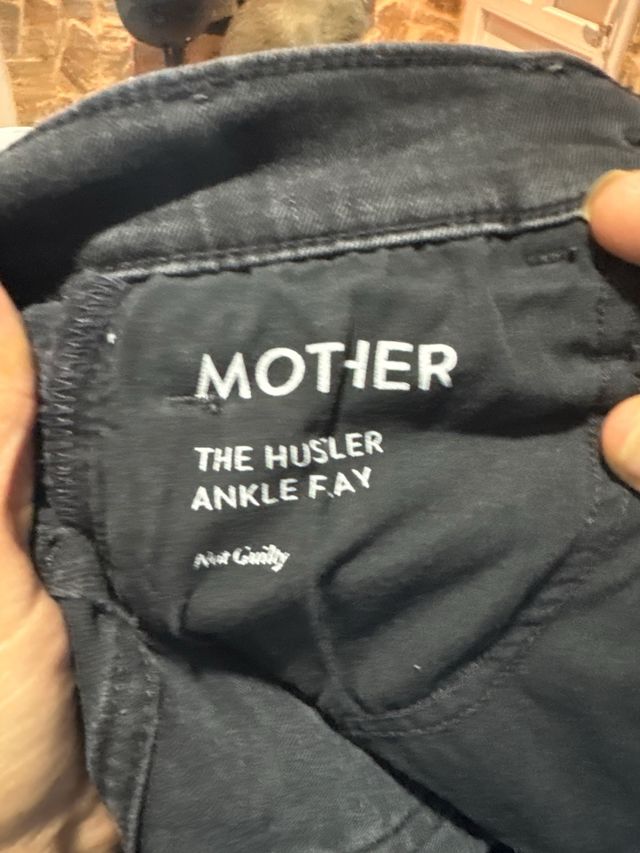 MOTHER
THE HUSLER
ANKLE FAY
Not Guilty